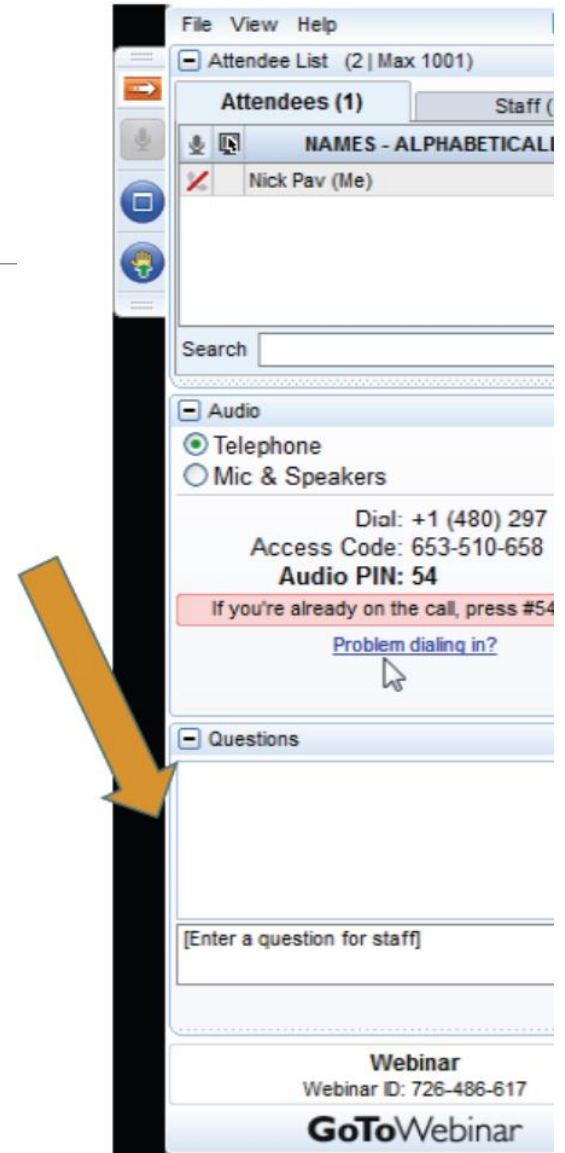 File View Help
Attendee List (2 | Max 1001)
Attendees (1) Staff (
NAMES - ALPHABETICALL
Nick Pav (Me)
Search
Audio
Telephone
Mic & Speakers
Dial: +1 (480) 297
Access Code: 653-510-658
Audio PIN: 54
If you're already on the call, press #54
Problem dialing in?
Questions
[Enter a question for staff]
Webinar
Webinar ID: 726-486-617
GoToWebinar